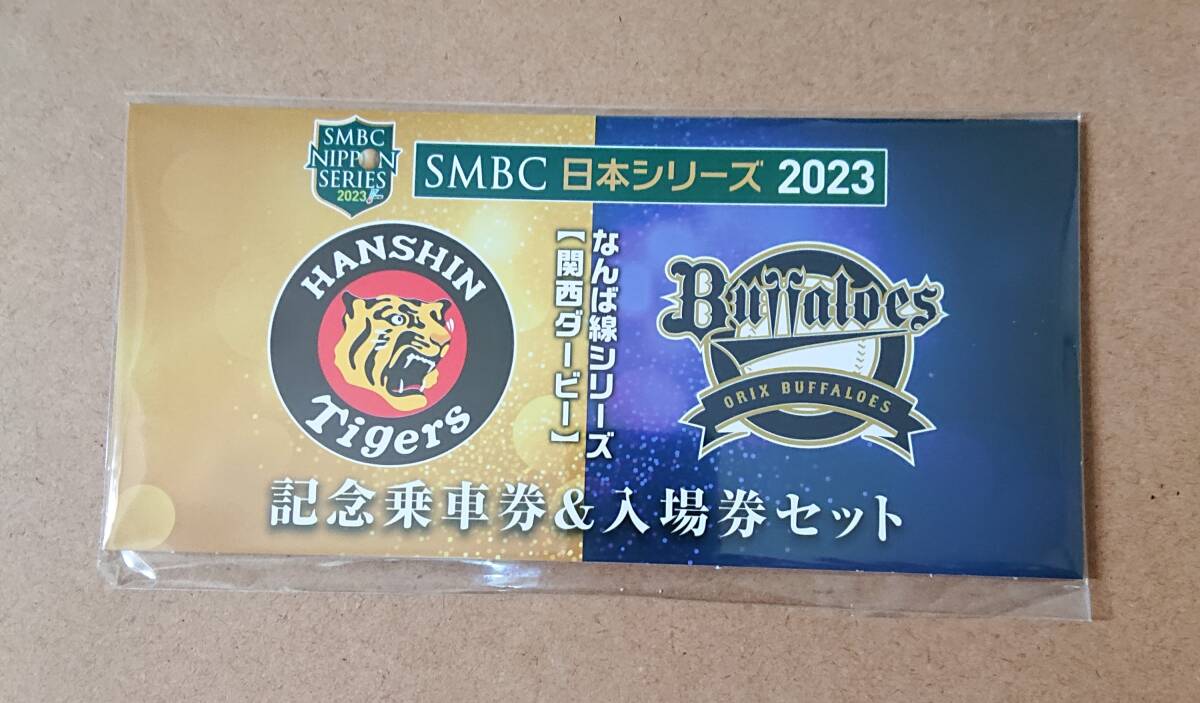 SMBC
NIPPON
SERIES
2023
SMBC 日本シリーズ 2023
HANSHIN
Tigers
なんば線シリーズ
【関西ダービー】
Buffaloes
ORIX BUFFALOES
記念乗車券&入場券セット